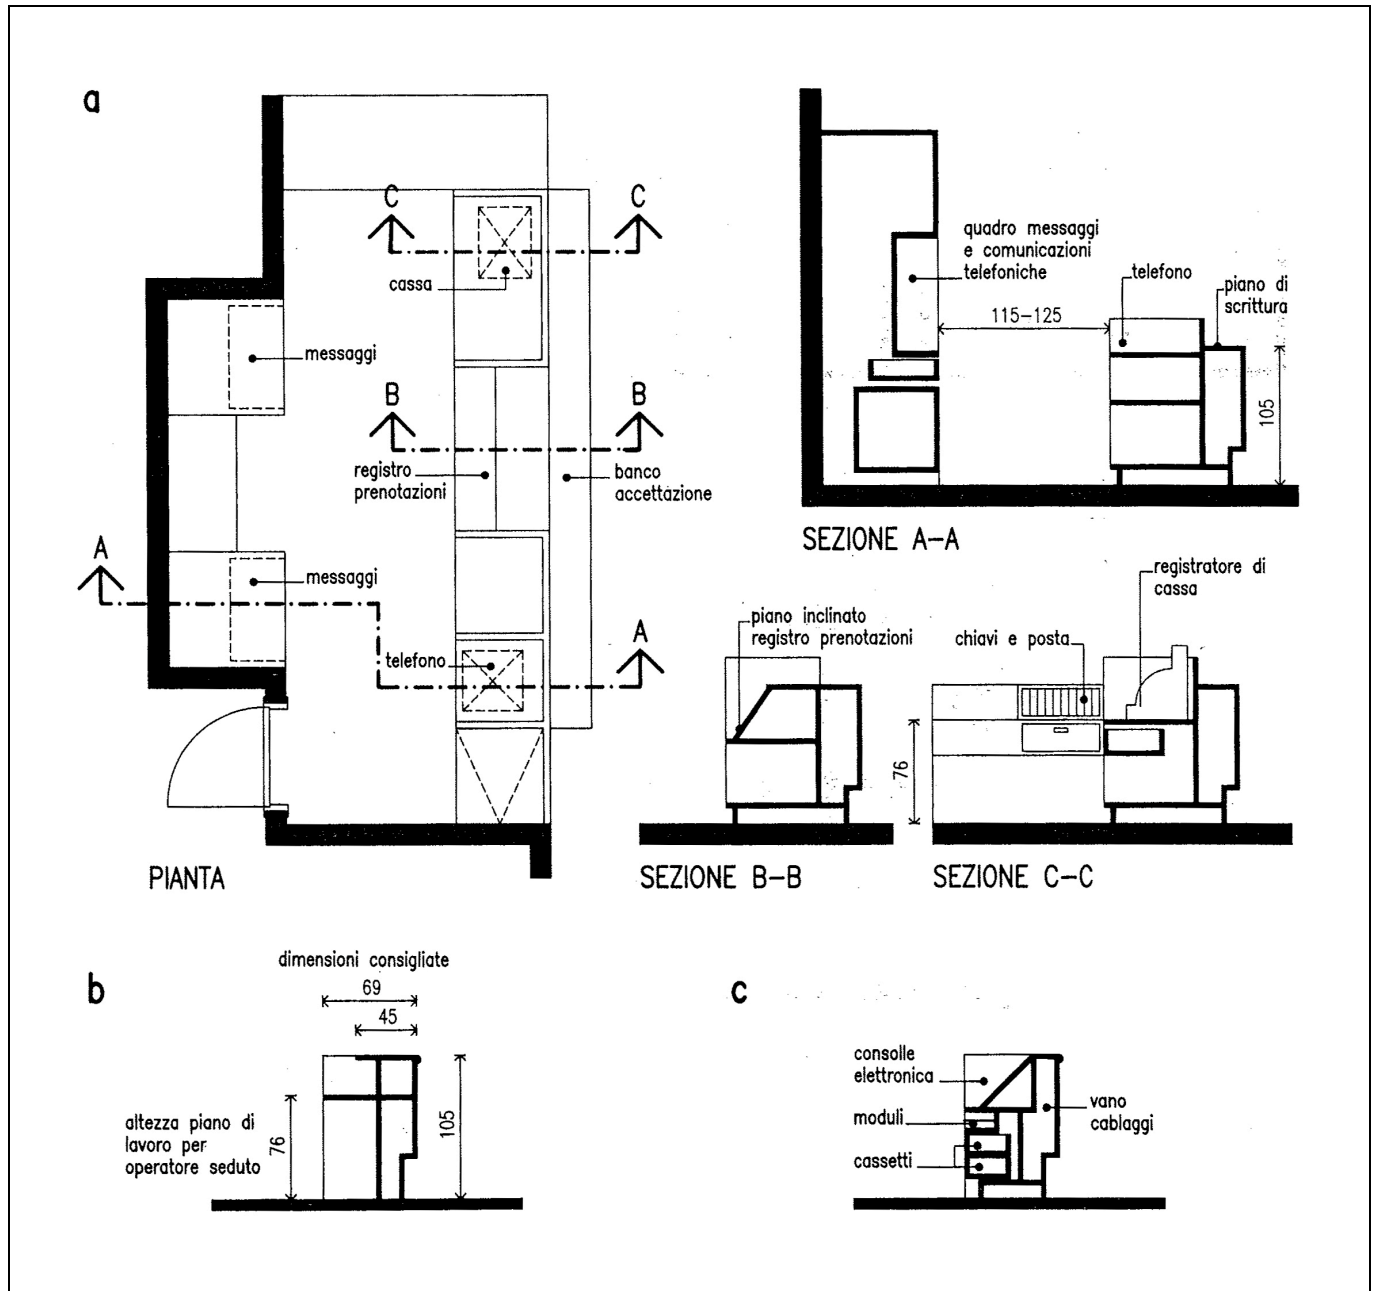 a
C
C
cassa
messaggi
B
B
registro
prenotazioni
banco
accettazione
A
messaggi
telefono
A
PIANTA
quadro messaggi
e comunicazioni
telefoniche
telefono
piano di
scrittura
115-125
105
SEZIONE A-A
piano inclinato
registro prenotazioni
SEZIONE B-B
registratore di
cassa
chiavi e posta
76
SEZIONE C-C
b
dimensioni consigliate
69
45
altezza piano di
lavoro per
operatore seduto
76
105
c
consolle
elettronica
moduli
cassetti
vano
cablaggi